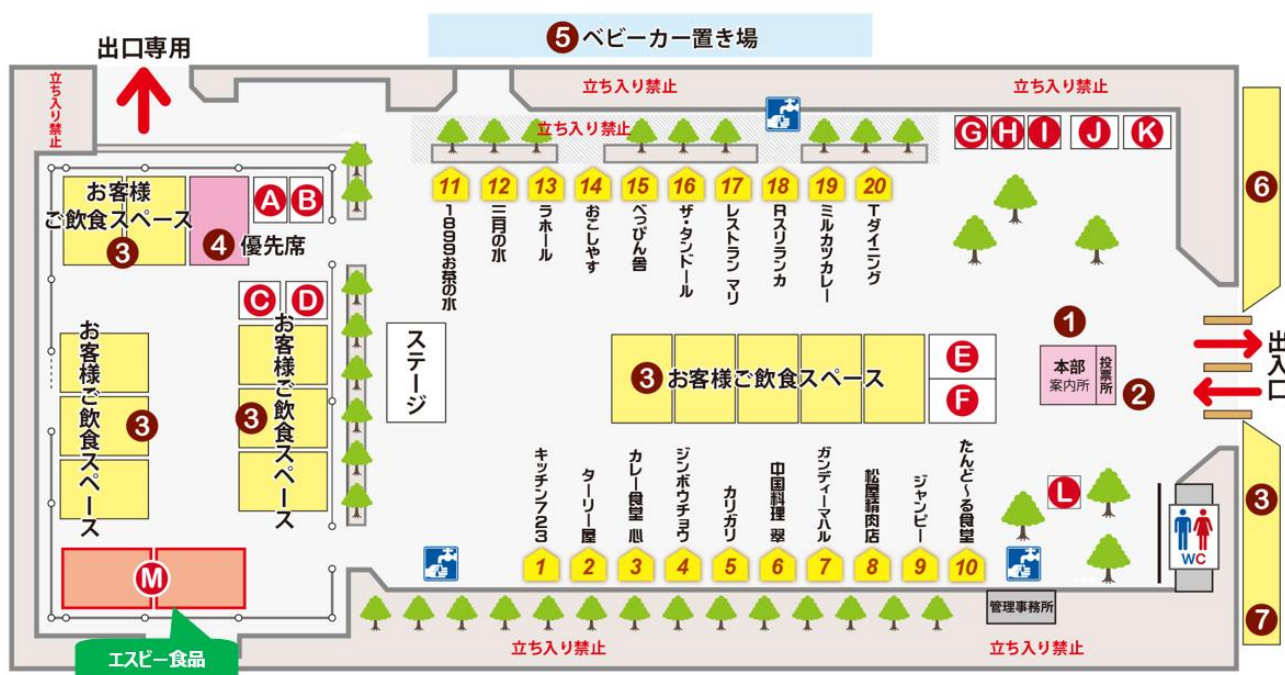 5 ベビーカー置き場
出口専用
立ち入り禁止
立ち入り禁止
立ち入り禁止
立ち入り禁止
G H I J K
6
お客様
ご飲食スペース
3
4 優先席
A B
C D
11 1899お茶の水
12 三月の水
13 ラホール
14 おこしやす
15 べっぴん舎
16 ザ・タンドール
17 レストラン マリ
18 Rスリランカ
19 ミルカツカレー
20 Tダイニング
お客様ご飲食スペース
3
お客様ご飲食スペース
3
ステージ
3 お客様ご飲食スペース
E
F
1
本部
案内所
投票所
2
出入口
1 キッチン723
2 ターリー屋
3 カレー食堂 心
4 ジンボウチョウ
5 カリガリ
6 中国料理 翠
7 ガンディーマハル
8 松屋精肉店
9 ジャンピー
10 たんど〜る食堂
L
WC
3
7
管理事務所
M
エスビー食品
立ち入り禁止
立ち入り禁止